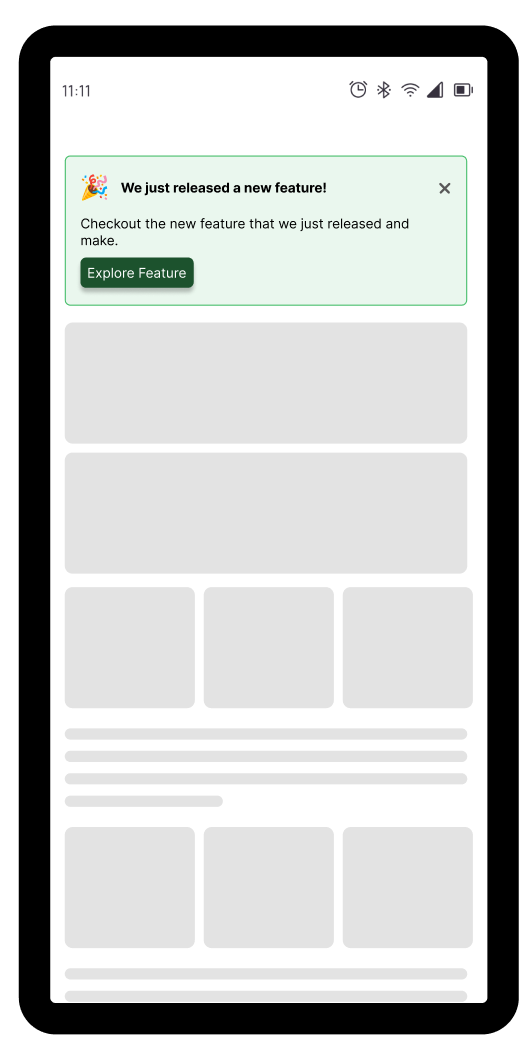 11:11
We just released a new feature!
Checkout the new feature that we just released and
make.
Explore Feature